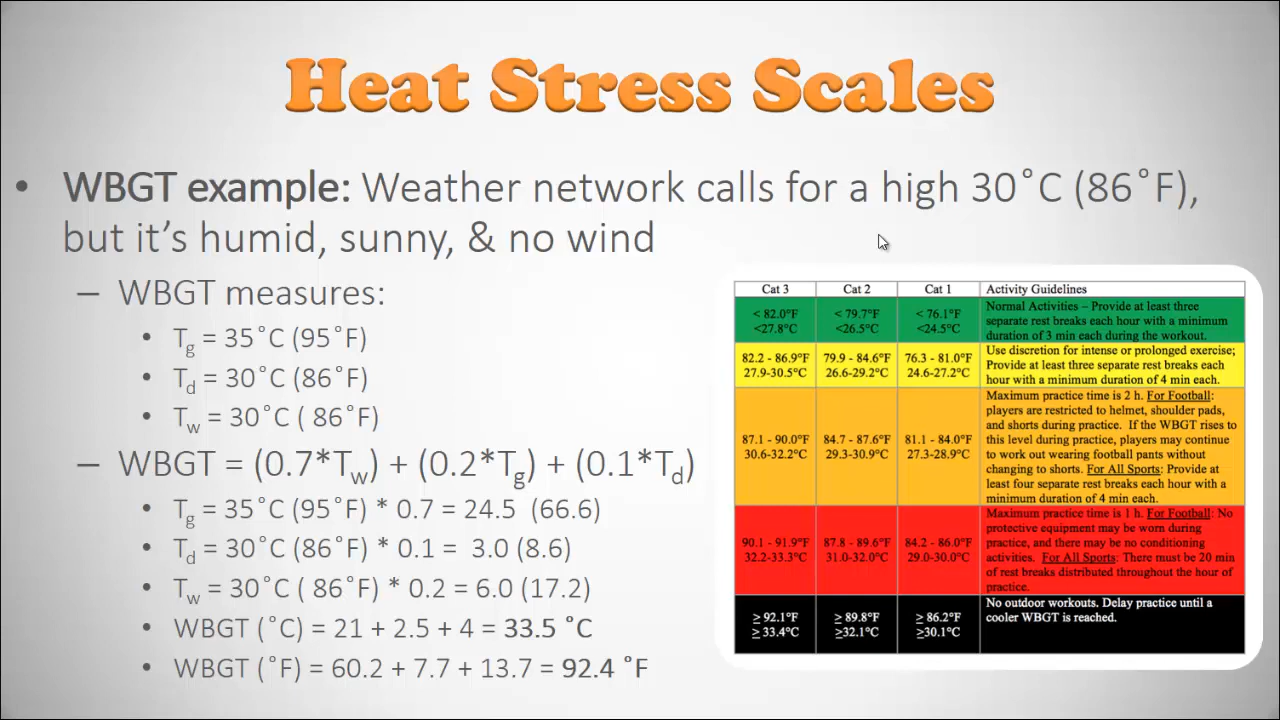 Heat Stress Scales
• WBGT example: Weather network calls for a high 30˚C (86˚F),
but it's humid, sunny, & no wind
– WBGT measures:
• Tg = 35˚C (95˚F)
• Td = 30˚C (86˚F)
• Tw = 30˚C ( 86˚F)
– WBGT = (0.7*Tw) + (0.2*Tg) + (0.1*Td)
• Tg = 35˚C (95˚F) * 0.7 = 24.5 (66.6)
• Td = 30˚C (86˚F) * 0.1 = 3.0 (8.6)
• Tw = 30˚C ( 86˚F) * 0.2 = 6.0 (17.2)
• WBGT (˚C) = 21 + 2.5 + 4 = 33.5 ˚C
• WBGT (˚F) = 60.2 + 7.7 + 13.7 = 92.4 ˚F
Cat 3 Cat 2 Cat 1 Activity Guidelines
< 82.0°F
<27.8°C
< 79.7°F
<26.5°C
< 76.1°F
<24.5°C
Normal Activities – Provide at least three
separate rest breaks each hour with a minimum
duration of 3 min each during the workout.
82.2 - 86.9°F
27.9-30.5°C
79.9 - 84.6°F
26.6-29.2°C
76.3 - 81.0°F
24.6-27.2°C
Use discretion for intense or prolonged exercise;
Provide at least three separate rest breaks each
hour with a minimum duration of 4 min each.
87.1 - 90.0°F
30.6-32.2°C
84.7 - 87.6°F
29.3-30.9°C
81.1 - 84.0°F
27.3-28.9°C
Maximum practice time is 2 h. For Football:
players are restricted to helmet, shoulder pads,
and shorts during practice. If the WBGT rises to
this level during practice, players may continue
to work out wearing football pants without
changing to shorts. For All Sports: Provide at
least four separate rest breaks each hour with a
minimum duration of 4 min each.
90.1 - 91.9°F
32.2-33.3°C
87.8 - 89.6°F
31.0-32.0°C
84.2 - 86.0°F
29.0-30.0°C
Maximum practice time is 1 h. For Football: No
protective equipment may be worn during
practice, and there may be no conditioning
activities. For All Sports: There must be 20 min
of rest breaks distributed throughout the hour of
practice.
≥ 92.1°F
≥ 33.4°C
≥ 89.8°F
≥32.1°C
≥ 86.2°F
≥30.1°C
No outdoor workouts. Delay practice until a
cooler WBGT is reached.